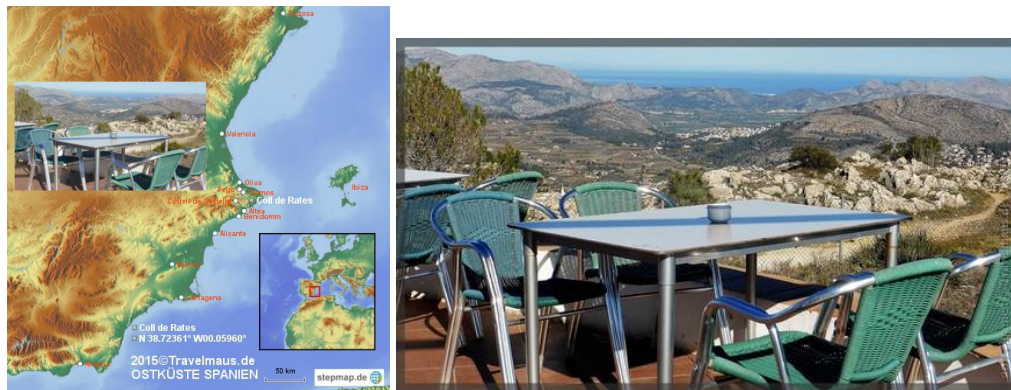 Valencia
Oliva
Ibiza
Coll de Rates
Altea
Benidorm
Alicante
Cartagena
Coll de Rates
N 38.72361° W00.05960°
2015©Travelmaus.de
OSTKÜSTE SPANIEN
50 km
stepmap.de